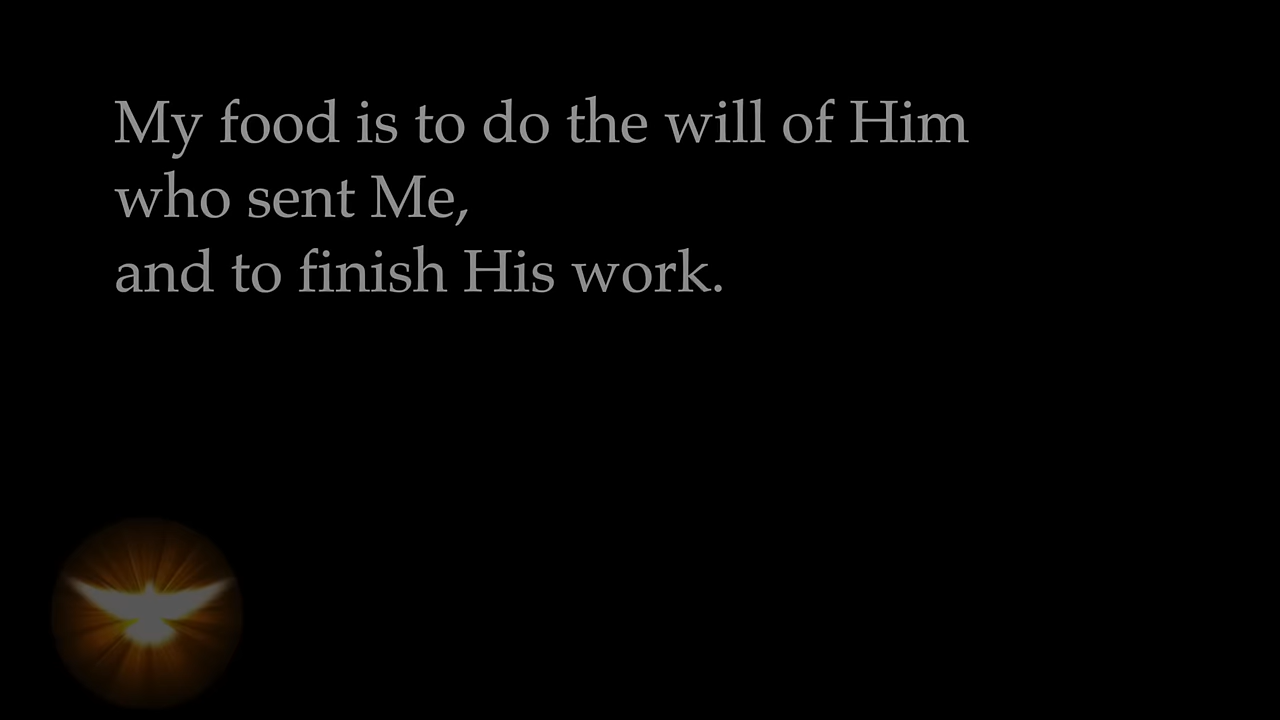 My food is to do the will of Him
who sent Me,
and to finish His work.